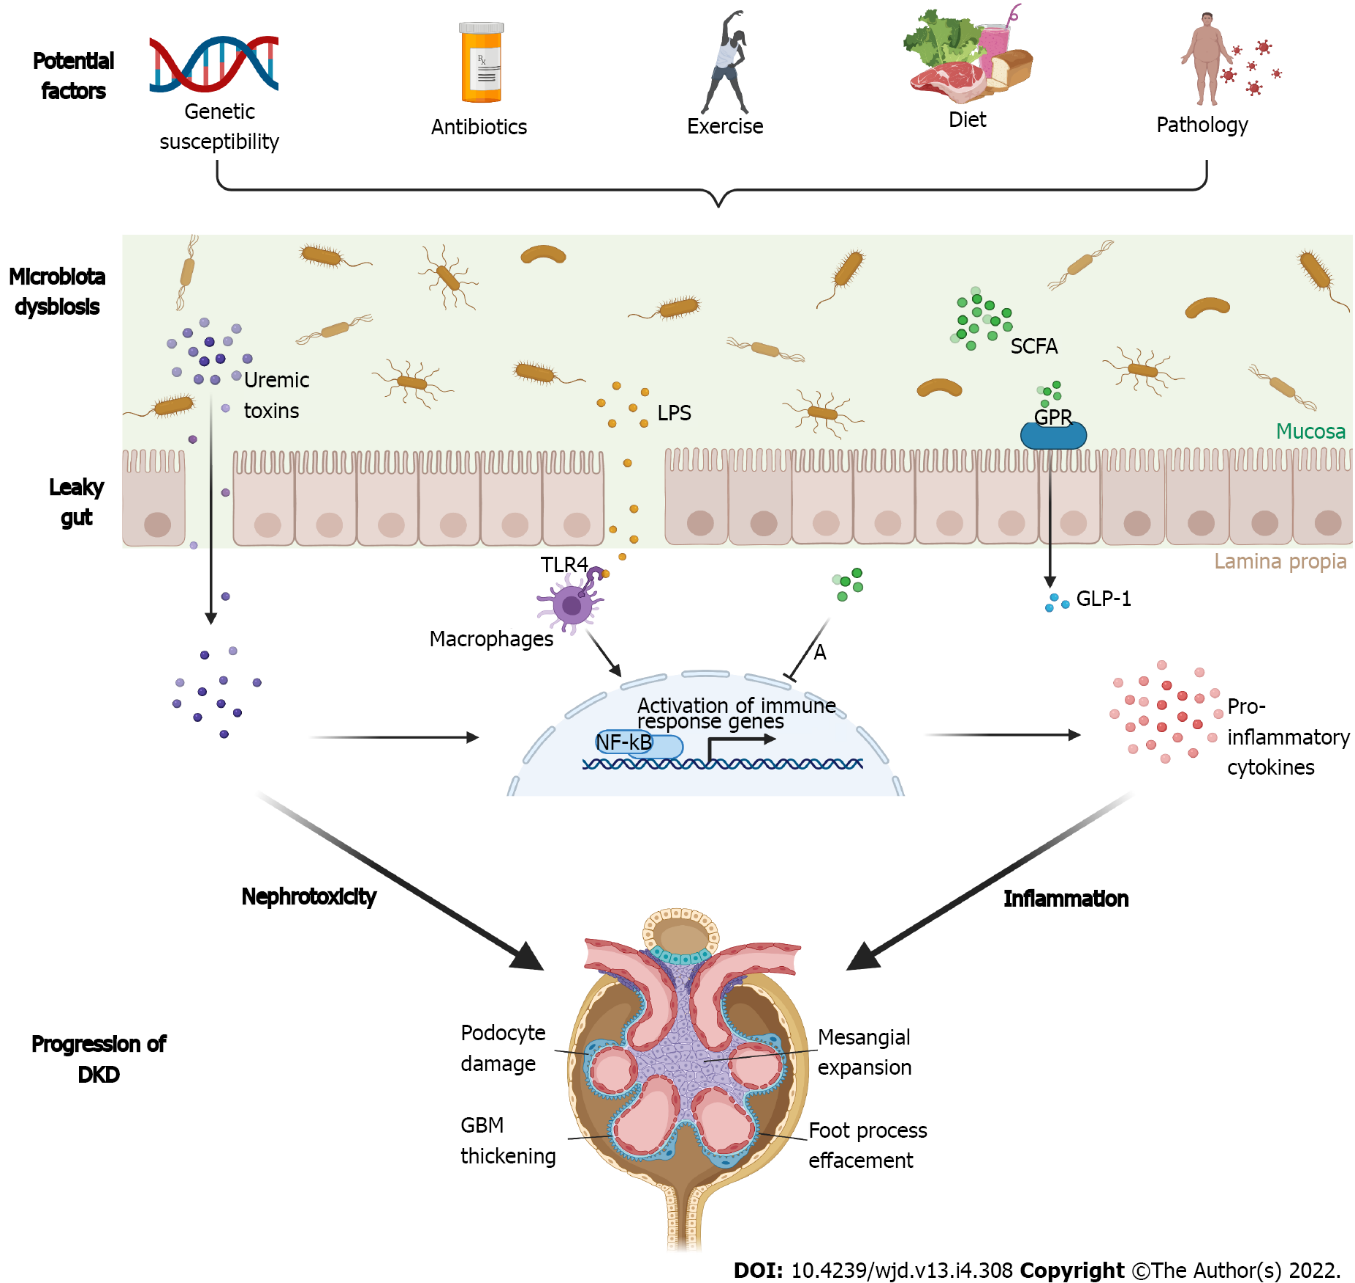 Potential
factors
Genetic
susceptibility
Rx
Antibiotics
Exercise
Diet
Pathology
Microbiota
dysbiosis
Uremic
toxins
LPS
SCFA
GPR
Mucosa
Leaky
gut
Lamina propia
TLR4
Macrophages
A
GLP-1
Activation of immune
response genes
NF-kB
Pro-
inflammatory
cytokines
Nephrotoxicity
Inflammation
Progression of
DKD
Podocyte
damage
Mesangial
expansion
GBM
thickening
Foot process
effacement
DOI: 10.4239/wjd.v13.i4.308 Copyright ©The Author(s) 2022.